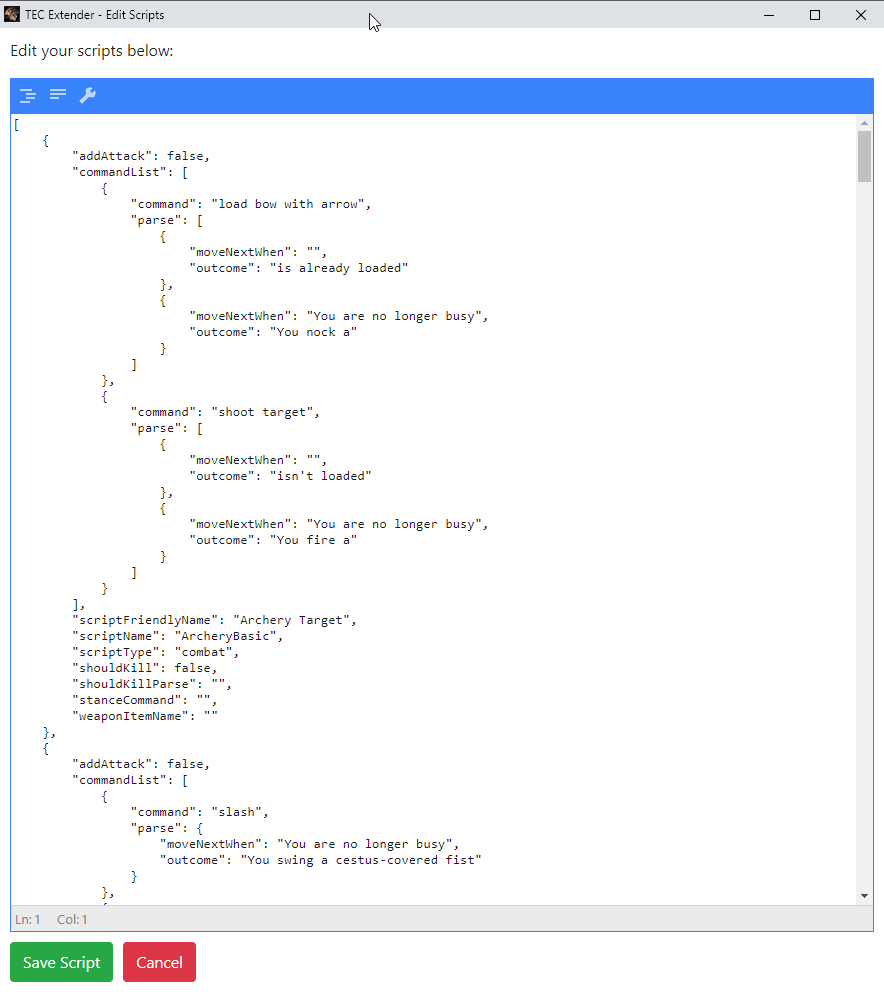 TEC Extender - Edit Scripts
Edit your scripts below:
[
    {
        "addAttack": false,
        "commandList": [
            {
                "command": "load bow with arrow",
                "parse": [
                    {
                        "moveNextWhen": "",
                        "outcome": "is already loaded"
                    },
                    {
                        "moveNextWhen": "You are no longer busy",
                        "outcome": "You nock a"
                    }
                ]
            },
            {
                "command": "shoot target",
                "parse": [
                    {
                        "moveNextWhen": "",
                        "outcome": "isn't loaded"
                    },
                    {
                        "moveNextWhen": "You are no longer busy",
                        "outcome": "You fire a"
                    }
                ]
            }
        ],
        "scriptFriendlyName": "Archery Target",
        "scriptName": "ArcheryBasic",
        "scriptType": "combat",
        "shouldKill": false,
        "shouldKillParse": "",
        "stanceCommand": "",
        "weaponItemName": ""
    },
    {
        "addAttack": false,
        "commandList": [
            {
                "command": "slash",
                "parse": {
                    "moveNextWhen": "You are no longer busy",
                    "outcome": "You swing a cestus-covered fist"
                }
            },
Ln: 1 Col: 1
Save Script Cancel